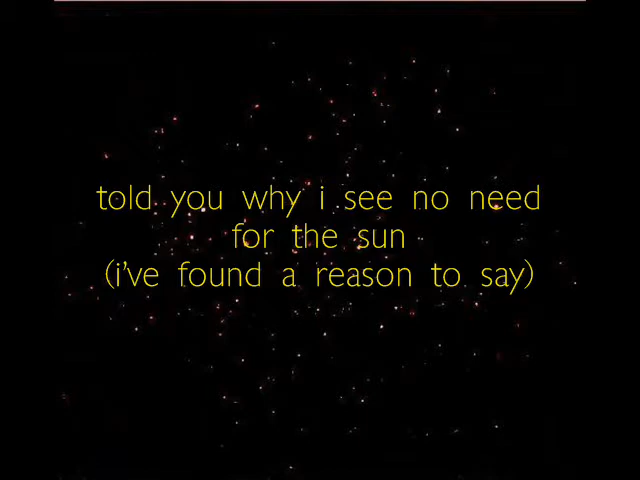 told you why i see no need
for the sun
(i've found a reason to say)